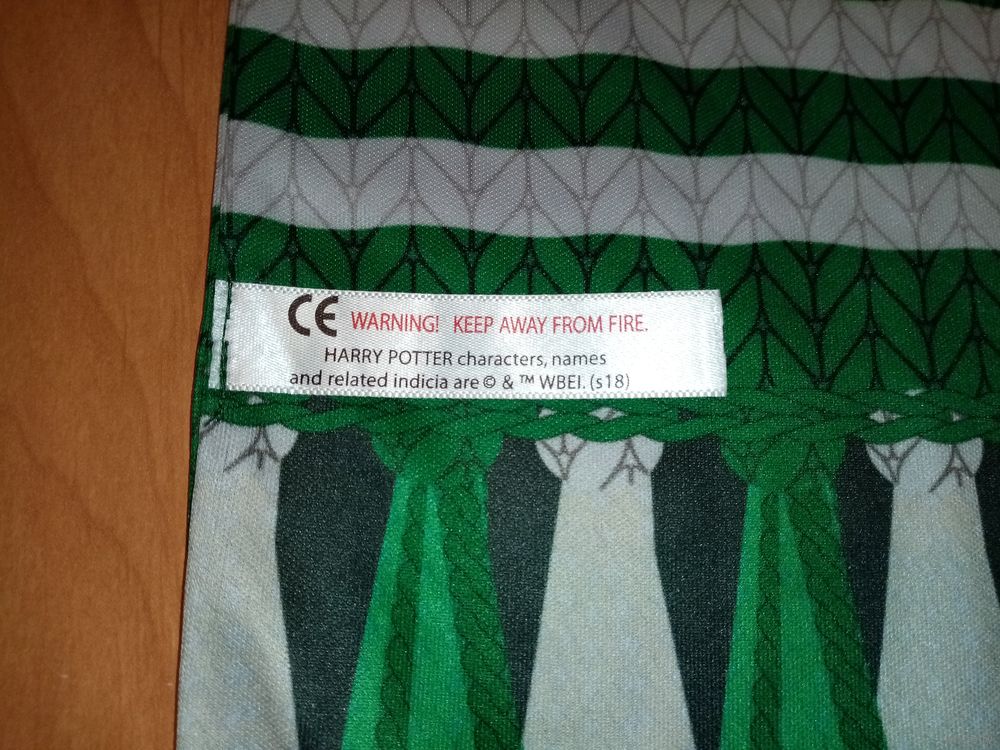 CE WARNING! KEEP AWAY FROM FIRE.
HARRY POTTER characters, names
and related indicia are © & ™ WBEI. (s18)